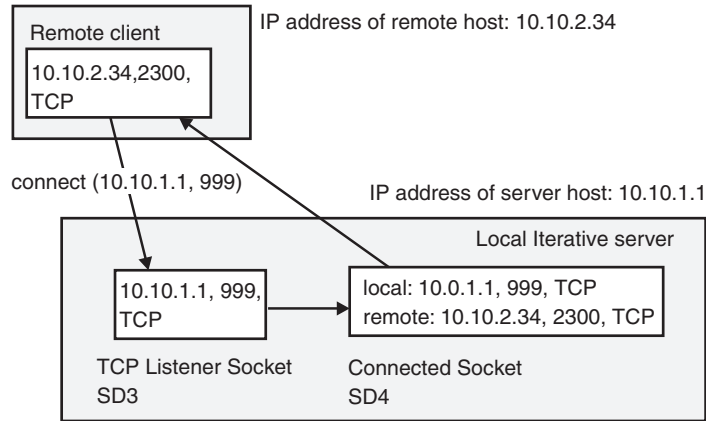 IP address of remote host: 10.10.2.34
Remote client
10.10.2.34,2300,
TCP
connect (10.10.1.1, 999)
IP address of server host: 10.10.1.1
Local Iterative server
10.10.1.1, 999,
TCP
local: 10.0.1.1, 999, TCP
remote: 10.10.2.34, 2300, TCP
TCP Listener Socket
SD3
Connected Socket
SD4